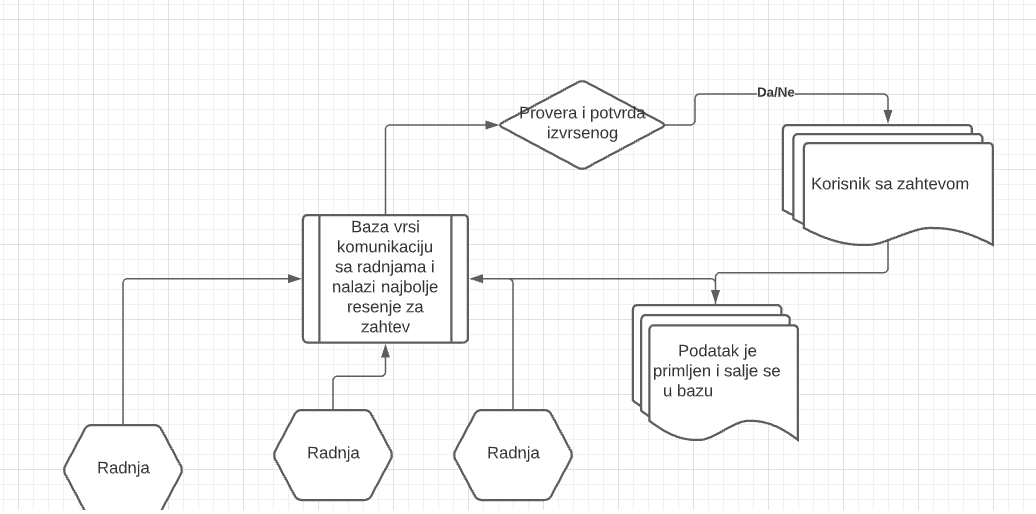 Da/Ne
Provera i potvrda
izvrsenog
Korisnik sa zahtevom
Baza vrsi
komunikaciju
sa radnjama i
nalazi najbolje
resenje za
zahtev
Podatak je
primljen i salje se
u bazu
Radnja
Radnja
Radnja